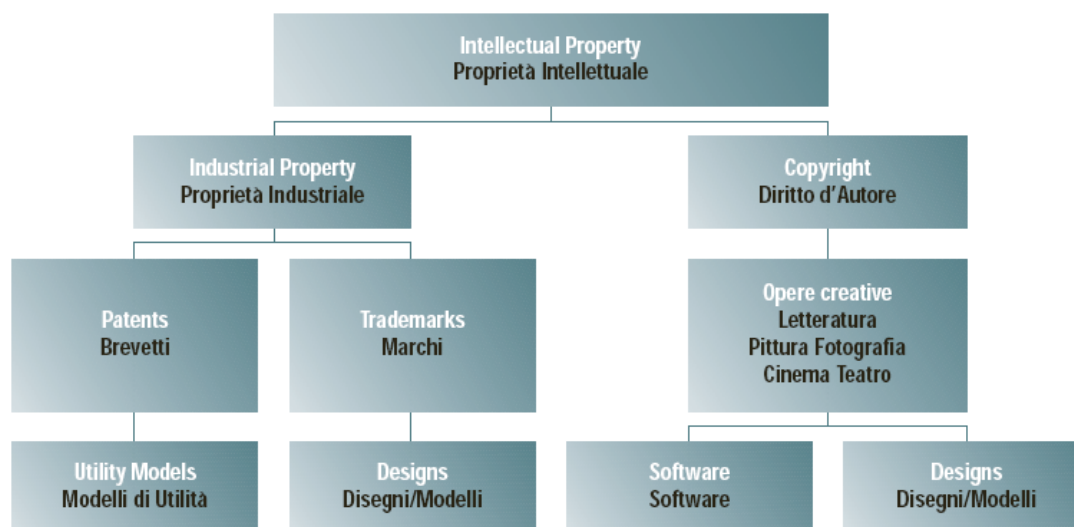 Intellectual Property
Proprietà Intellettuale
Industrial Property
Proprietà Industriale
Copyright
Diritto d'Autore
Patents
Brevetti
Trademarks
Marchi
Opere creative
Letteratura
Pittura Fotografia
Cinema Teatro
Utility Models
Modelli di Utilità
Designs
Disegni/Modelli
Software
Software
Designs
Disegni/Modelli